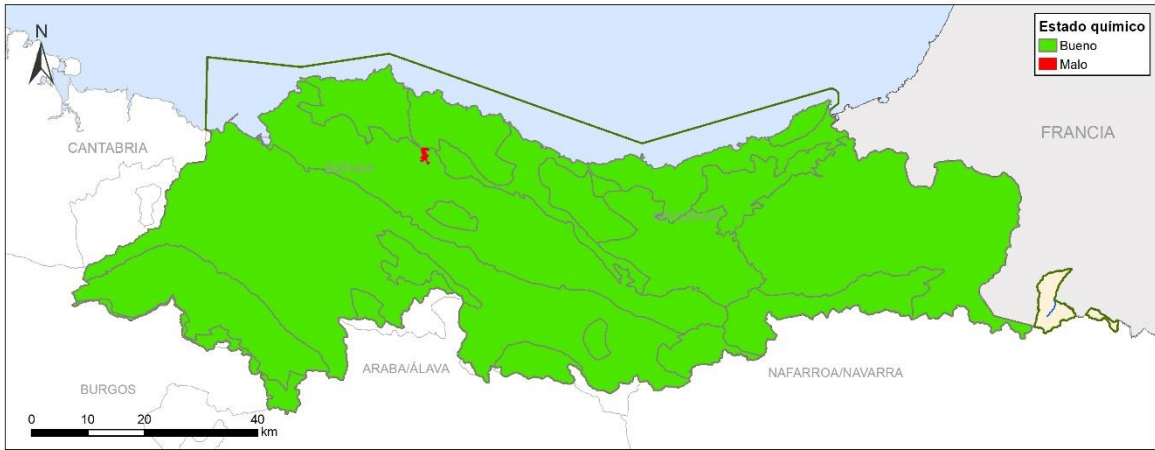 N
Estado químico
Bueno
Malo
CANTABRIA
FRANCIA
ARABA/ÁLAVA
NAFARROA/NAVARRA
BURGOS
0 10 20 40
km